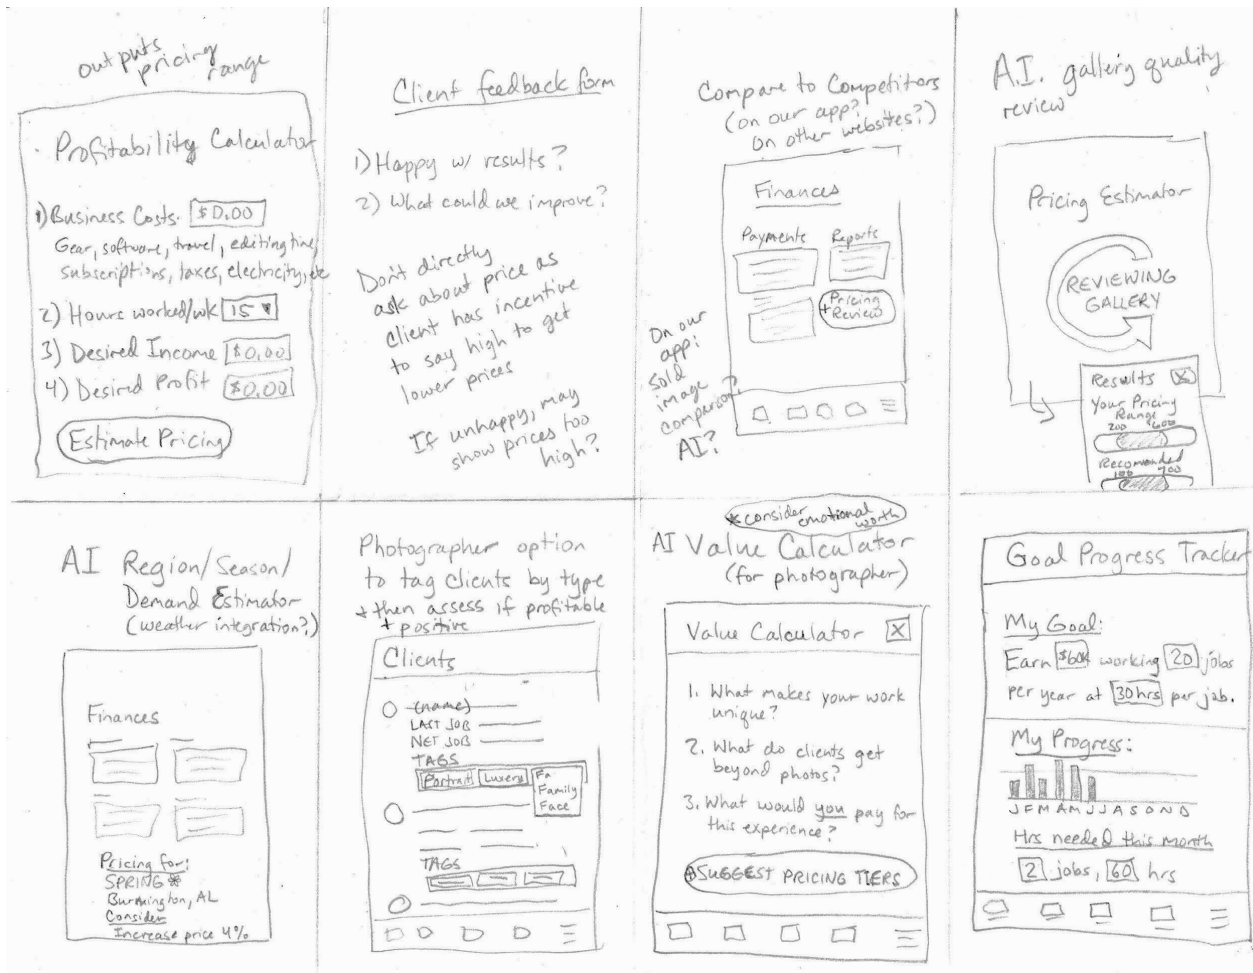 outputs
pricing
range
Profitability Calculator
1) Business Costs. $0.00
Gear, software, travel, editing time,
subscriptions, taxes, electricity, etc
2) Hours worked/wk 15
3) Desired Income $0.00
4) Desired Profit $0.00
Estimate Pricing
Client feedback form
1) Happy w/ results?
2) What could we improve?
Don't directly
ask about price as
client has incentive
to say high to get
lower prices
If unhappy, may
show prices too
high?
Compare to Competitors
(on our app?
on other websites?)
Finances
Payments Reports
+ Pricing
Review
On our
app:
Sold
image
comparison?
AI?
A.I. gallery quality
review
Pricing Estimator
REVIEWING
GALLERY
Results X
Your Pricing
Range
200 $600
Recomended
100 700
AI Region/Season/
Demand Estimator
(weather integration?)
Finances
Pricing for:
SPRING
Burmington, AL
Consider
Increase price 4%
Photographer option
to tag clients by type
+ then assess if profitable
+ positive
Clients
(name)
LAST JOB
NET JOB
TAGS
Portrait Luxery Fa
Family
Face
TAGS
* consider emotional
worth
AI Value Calculator
(for photographer)
Value Calculator X
1. What makes your work
unique?
2. What do clients get
beyond photos?
3. What would you pay for
this experience?
+ SUGGEST PRICING TIERS
Goal Progress Tracker
My Goal:
Earn $60k working 20 jobs
per year at 30 hrs per job.
My Progress:
J F M A M J J A S O N D
Hrs needed this month
2 jobs, 60 hrs